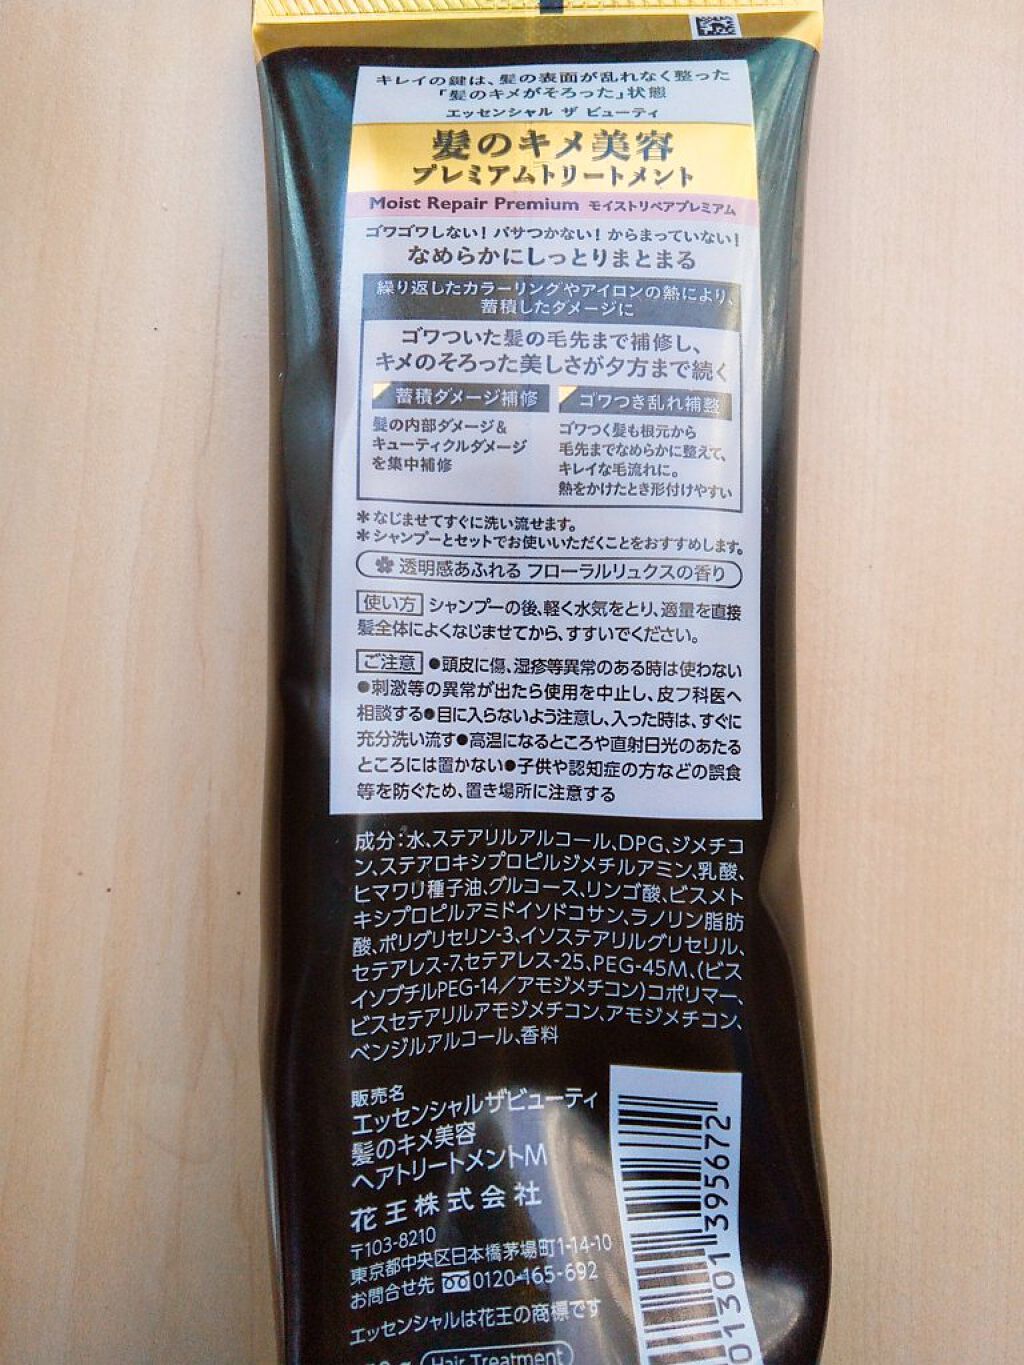 キレイの鍵は、髪の表面が乱れなく整った
「髪のキメがそろった」状態
エッセンシャル ザ ビューティ
髪のキメ美容
プレミアムトリートメント
Moist Repair Premium モイストリペアプレミアム
ゴワゴワしない！パサつかない！からまっていない！
なめらかにしっとりまとまる
繰り返したカラーリングやアイロンの熱により、
蓄積したダメージに
ゴワついた髪の毛先まで補修し、
キメのそろった美しさが夕方まで続く
蓄積ダメージ補修
髪の内部ダメージ&
キューティクルダメージ
を集中補修
ゴワつき乱れ補整
ゴワつく髪も根元から
毛先までなめらかに整えて、
キレイな毛流れに。
熱をかけたとき形付けやすい
＊なじませてすぐに洗い流せます。
＊シャンプーとセットでお使いいただくことをおすすめします。
透明感あふれる フローラルリュクスの香り
使い方 シャンプーの後、軽く水気をとり、適量を直接
髪全体によくなじませてから、すすいでください。
ご注意 ●頭皮に傷、湿疹等異常のある時は使わない
●刺激等の異常が出たら使用を中止し、皮フ科医へ
相談する●目に入らないよう注意し、入った時は、すぐに
充分洗い流す●高温になるところや直射日光のあたる
ところには置かない●子供や認知症の方などの誤食
等を防ぐため、置き場所に注意する
成分：水、ステアリルアルコール、DPG、ジメチコ
ン、ステアロキシプロピルジメチルアミン、乳酸、
ヒマワリ種子油、グルコース、リンゴ酸、ビスメト
キシプロピルアミドイソドコサン、ラノリン脂肪
酸、ポリグリセリン-3、イソステアリルグリセリル、
セテアレス-7、セテアレス-25、PEG-45M、(ビス
イソブチルPEG-14／アモジメチコン)コポリマー、
ビスセテアリルアモジメチコン、アモジメチコン、
ベンジルアルコール、香料
販売名
エッセンシャルザビューティ
髪のキメ美容
ヘアトリートメントM
花王株式会社
〒103-8210
東京都中央区日本橋茅場町1-14-10
お問合せ先 0120-165-692
エッセンシャルは花王の商標です
Hair Treatment
01301 395672